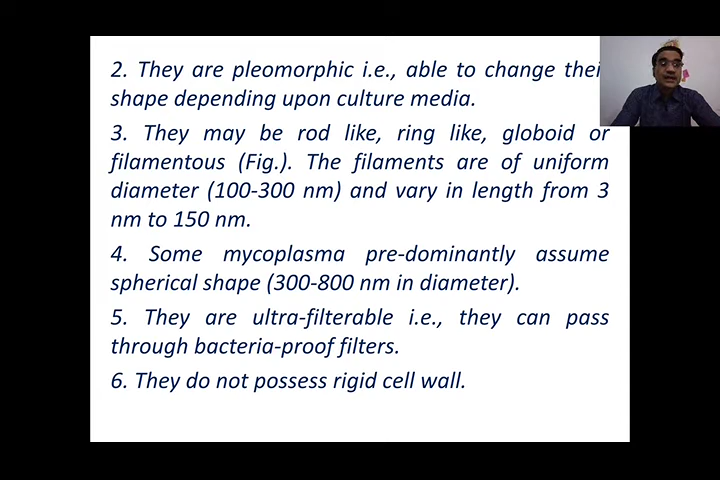 2. They are pleomorphic i.e., able to change thei
shape depending upon culture media.
3. They may be rod like, ring like, globoid or
filamentous (Fig.). The filaments are of uniform
diameter (100-300 nm) and vary in length from 3
nm to 150 nm.
4. Some mycoplasma pre-dominantly assume
spherical shape (300-800 nm in diameter).
5. They are ultra-filterable i.e., they can pass
through bacteria-proof filters.
6. They do not possess rigid cell wall.